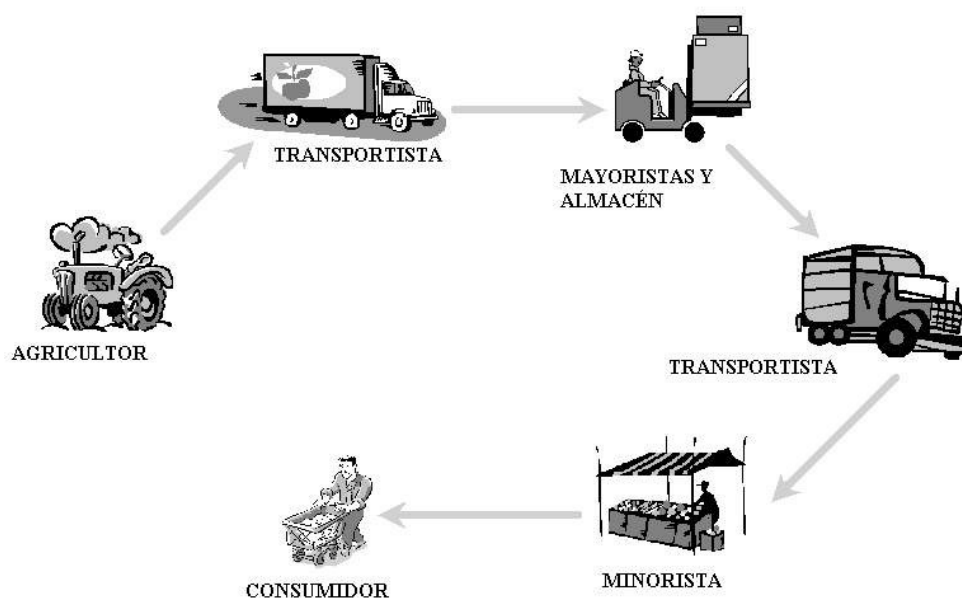 TRANSPORTISTA
MAYORISTAS Y
ALMACÉN
AGRICULTOR
TRANSPORTISTA
CONSUMIDOR
MINORISTA